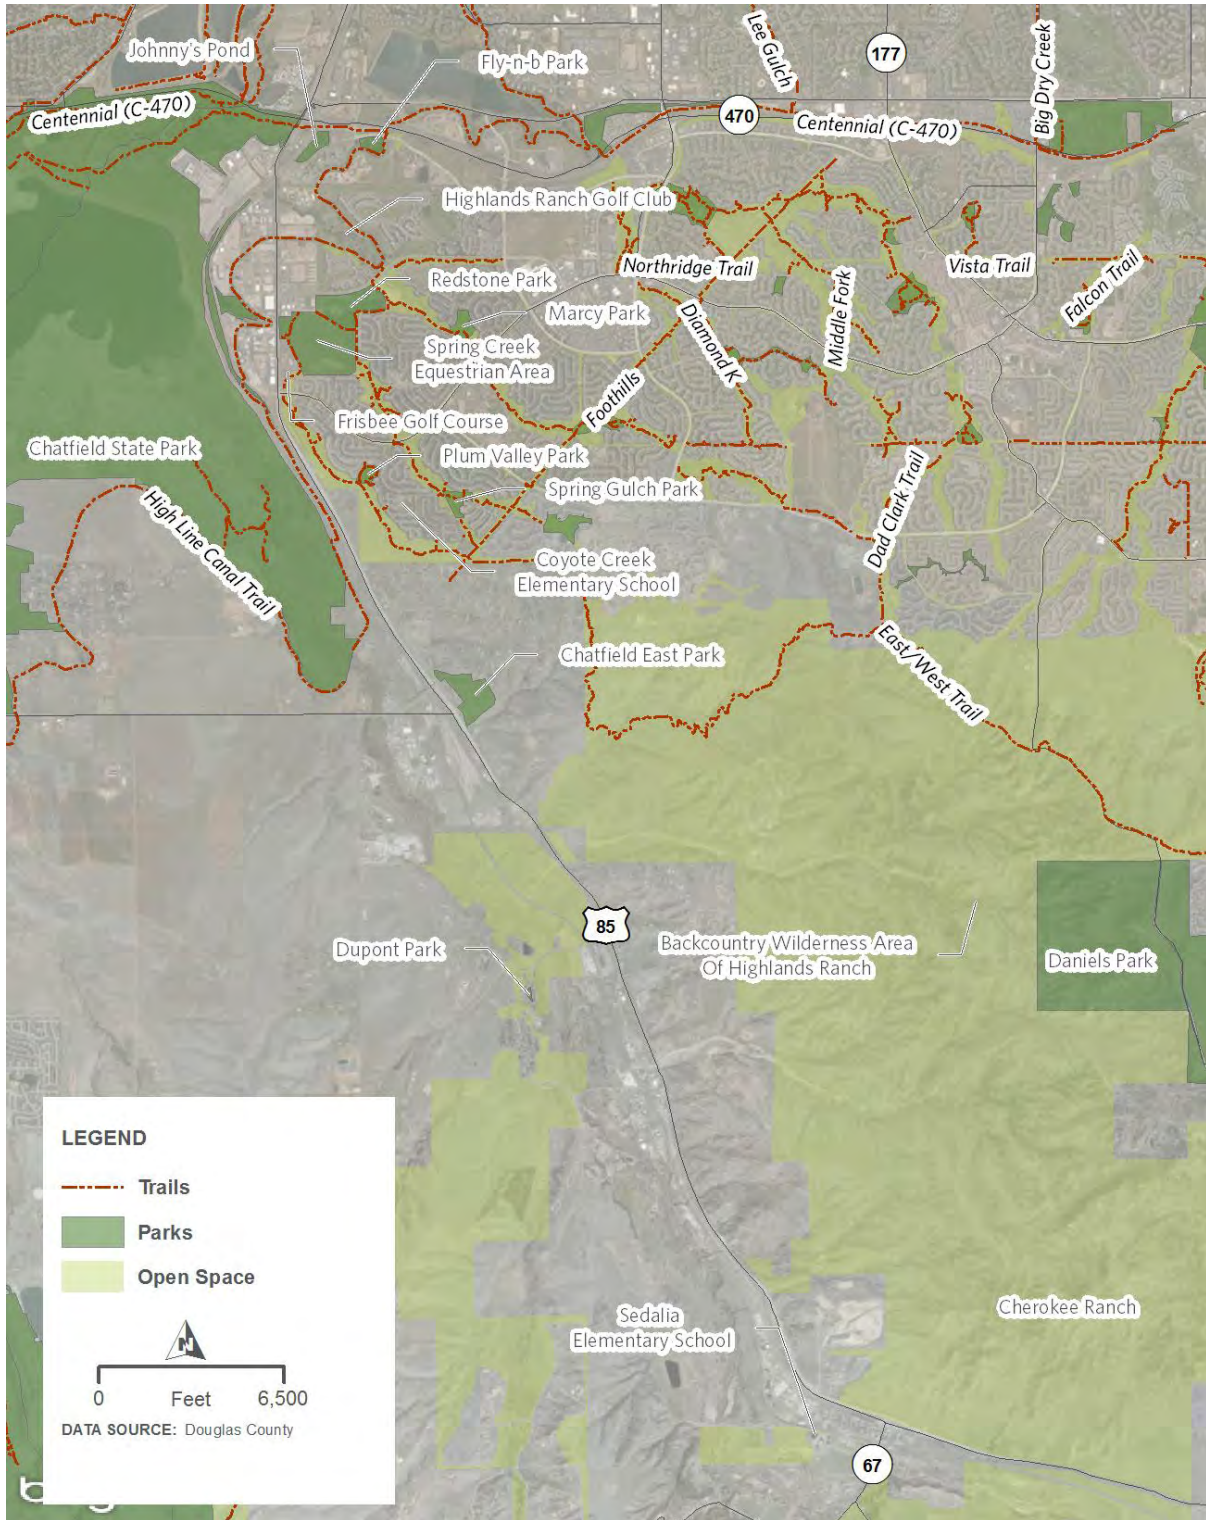 Johnny's Pond
Fly-n-b Park
Lee Gulch
177
Big Dry Creek
Centennial (C-470)
470
Centennial (C-470)
Highlands Ranch Golf Club
Northridge Trail
Vista Trail
Redstone Park
Marcy Park
Diamond K
Middle Fork
Falcon Trail
Spring Creek
Equestrian Area
Foothills
Frisbee Golf Course
Chatfield State Park
Plum Valley Park
Spring Gulch Park
Dad Clark Trail
High Line Canal Trail
Coyote Creek
Elementary School
Chatfield East Park
East/West Trail
85
Dupont Park
Backcountry Wilderness Area
Of Highlands Ranch
Daniels Park
LEGEND
Trails
Parks
Open Space
N
0 Feet 6,500
DATA SOURCE: Douglas County
Sedalia
Elementary School
Cherokee Ranch
67